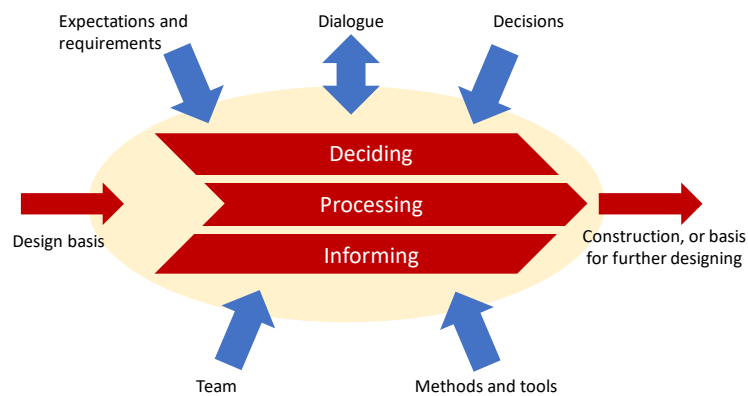 Expectations and
requirements
Dialogue
Decisions
Deciding
Processing
Informing
Design basis
Construction, or basis
for further designing
Team
Methods and tools